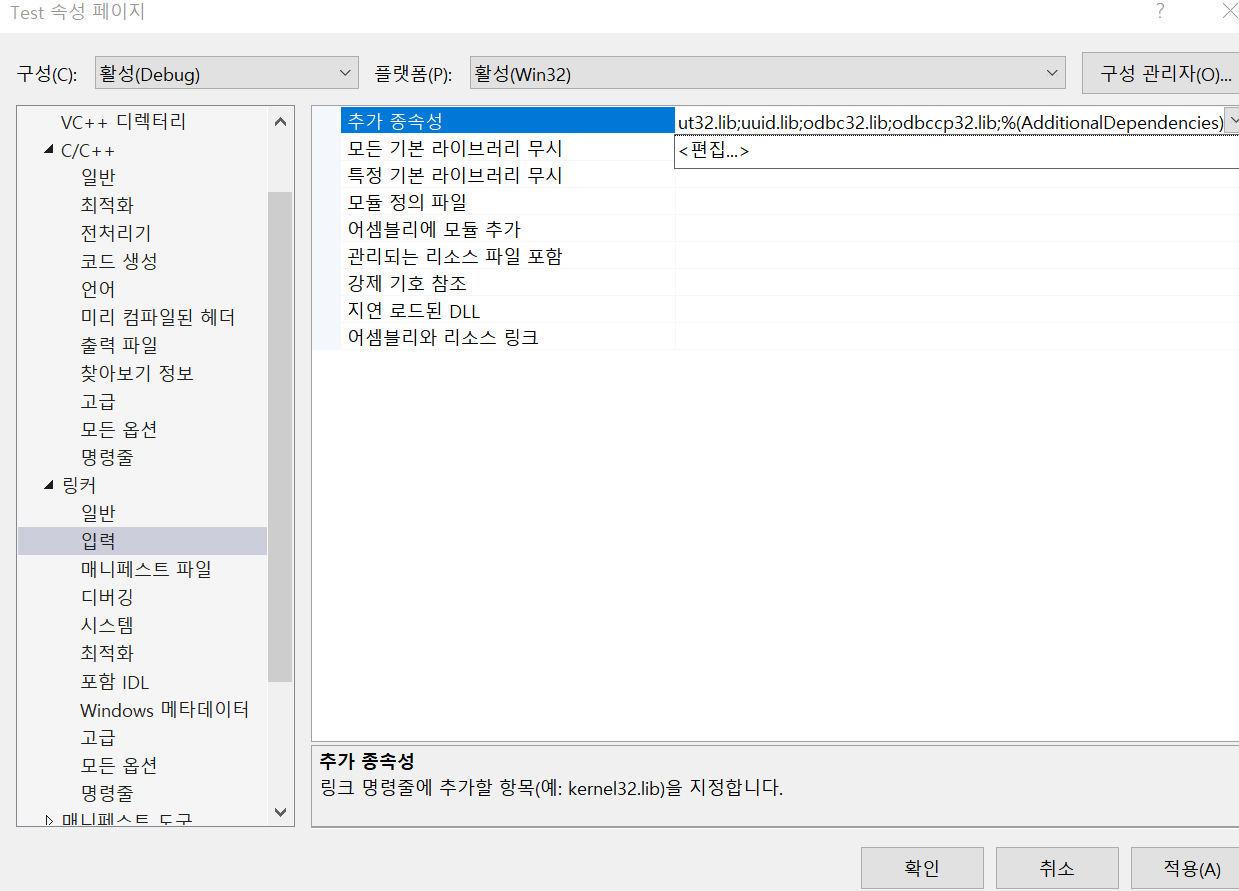 Test 속성 페이지
?
구성(C):
활성(Debug)
플랫폼(P):
활성(Win32)
구성 관리자(O)...
VC++ 디렉터리
C/C++
일반
최적화
전처리기
코드 생성
언어
미리 컴파일된 헤더
출력 파일
찾아보기 정보
고급
모든 옵션
명령줄
링커
일반
입력
매니페스트 파일
디버깅
시스템
최적화
포함 IDL
Windows 메타데이터
고급
모든 옵션
명령줄
매니페스트 도구
추가 종속성
ut32.lib;uuid.lib;odbc32.lib;odbccp32.lib;%(AdditionalDependencies)
모든 기본 라이브러리 무시
<편집...>
특정 기본 라이브러리 무시
모듈 정의 파일
어셈블리에 모듈 추가
관리되는 리소스 파일 포함
강제 기호 참조
지연 로드된 DLL
어셈블리와 리소스 링크
추가 종속성
링크 명령줄에 추가할 항목(예: kernel32.lib)을 지정합니다.
확인
취소
적용(A)